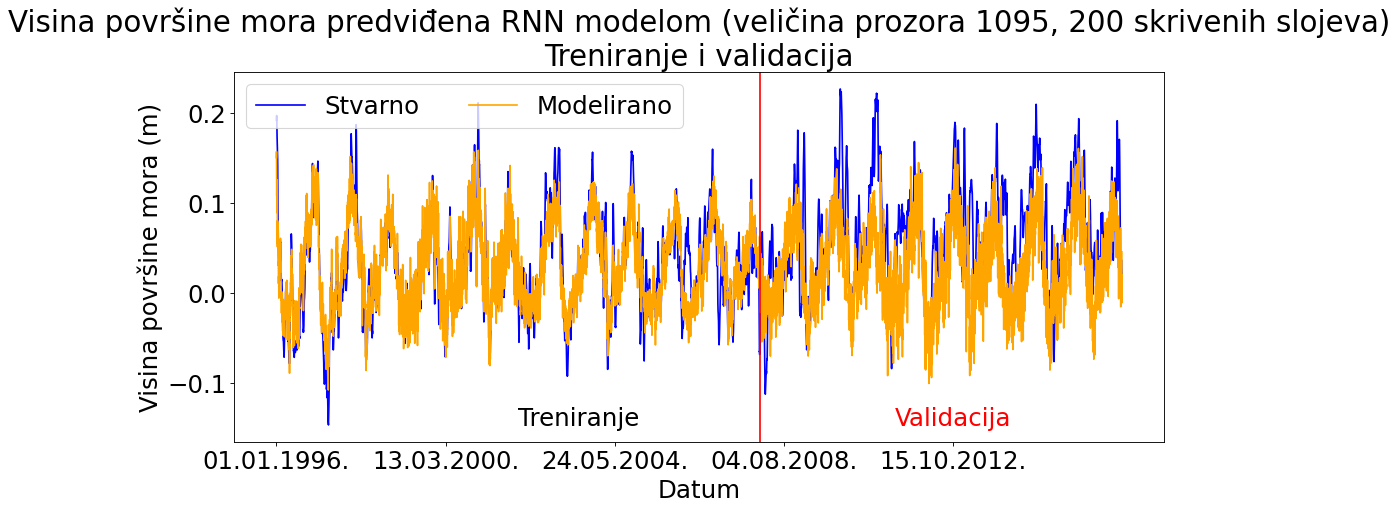 Visina površine mora predviđena RNN modelom (veličina prozora 1095, 200 skrivenih slojeva)
Treniranje i validacija
Stvarno
Modelirano
Visina površine mora (m)
0.2
0.1
0.0
−0.1
Treniranje
Validacija
01.01.1996.
13.03.2000.
24.05.2004.
04.08.2008.
15.10.2012.
Datum